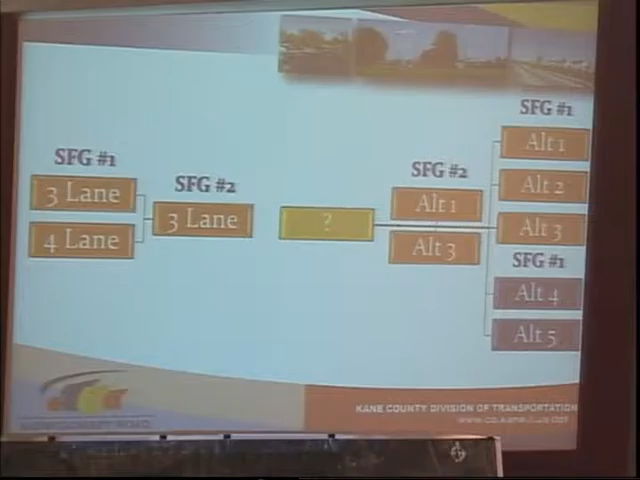 SFG #1
3 Lane
4 Lane
SFG #2
3 Lane
?
SFG #2
Alt 1
Alt 3
SFG #1
Alt 1
Alt 2
Alt 3
SFG #1
Alt 4
Alt 5
KANE COUNTY DIVISION OF TRANSPORTATION